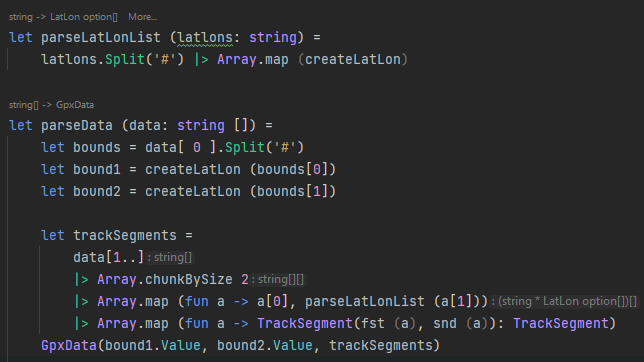 string -> LatLon option[]   More...
let parseLatLonList (latlons: string) =
    latlons.Split('#') |> Array.map (createLatLon)
string[] -> GpxData
let parseData (data: string []) =
    let bounds = data[ 0 ].Split('#')
    let bound1 = createLatLon (bounds[0])
    let bound2 = createLatLon (bounds[1])
    let trackSegments =
        data[1..] : string[]
        |> Array.chunkBySize 2 : string[][]
        |> Array.map (fun a -> a[0], parseLatLonList (a[1])) : (string * LatLon option[])[]
        |> Array.map (fun a -> TrackSegment(fst (a), snd (a)): TrackSegment)
    GpxData(bound1.Value, bound2.Value, trackSegments)